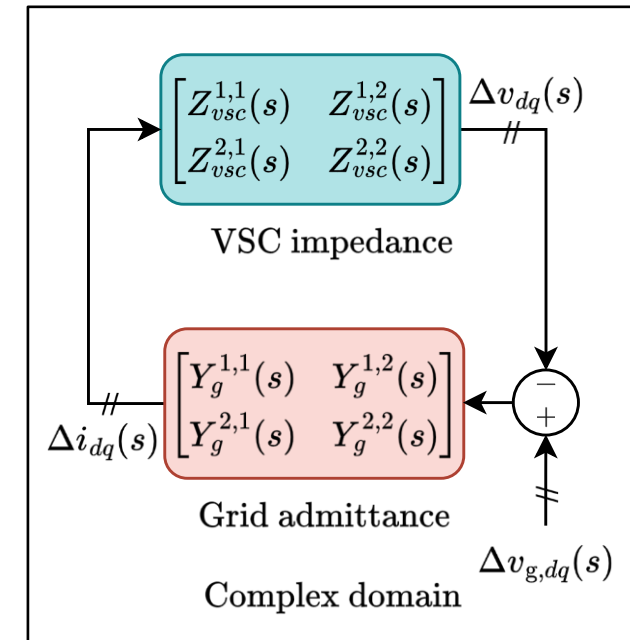 Z_{vsc}^{1,1}(s) Z_{vsc}^{1,2}(s)
Z_{vsc}^{2,1}(s) Z_{vsc}^{2,2}(s)
Δv_{dq}(s)
VSC impedance
Y_g^{1,1}(s) Y_g^{1,2}(s)
Y_g^{2,1}(s) Y_g^{2,2}(s)
−
+
Δi_{dq}(s)
Grid admittance
Δv_{g,dq}(s)
Complex domain